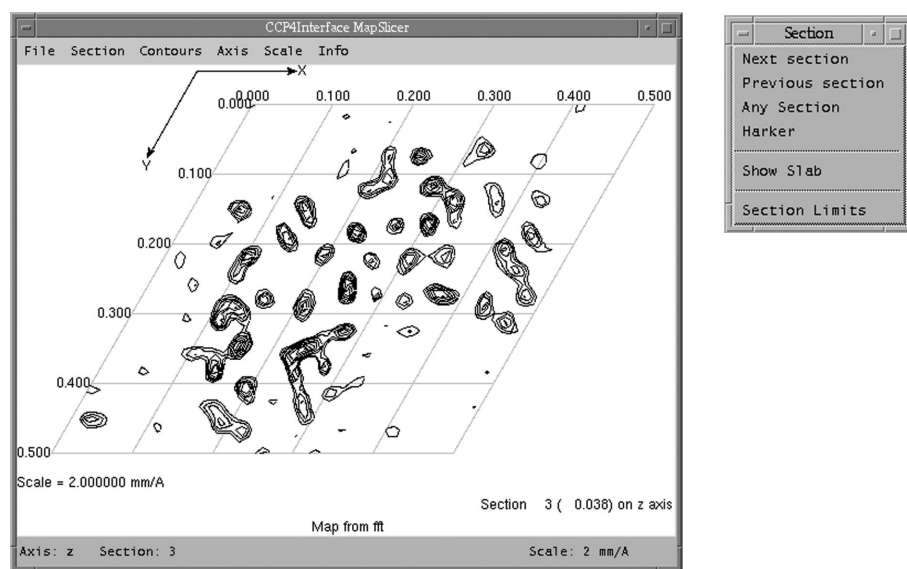 CCP4Interface MapSlicer
File Section Contours Axis Scale Info
X
Y
0.000 0.100 0.200 0.300 0.400 0.500
0.000
0.100
0.200
0.300
0.400
0.500
Scale = 2.000000 mm/A
Section 3 ( 0.038) on z axis
Map from fft
Axis: z Section: 3 Scale: 2 mm/A
Section
Next section
Previous section
Any Section
Harker
Show Slab
Section Limits